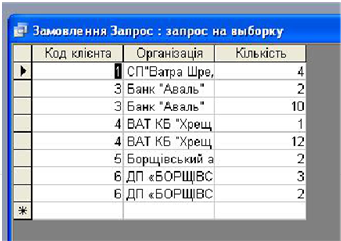 Замовлення Запрос : запрос на выборку
Код клієнта Організація Кількість
1 СП"Ватра Шре, 4
3 Банк "Аваль" 2
3 Банк "Аваль" 10
4 ВАТ КБ "Хрещ 1
4 ВАТ КБ "Хрещ 12
5 Борщівський а 2
6 ДП «БОРЩІВС 3
6 ДП «БОРЩІВС 2